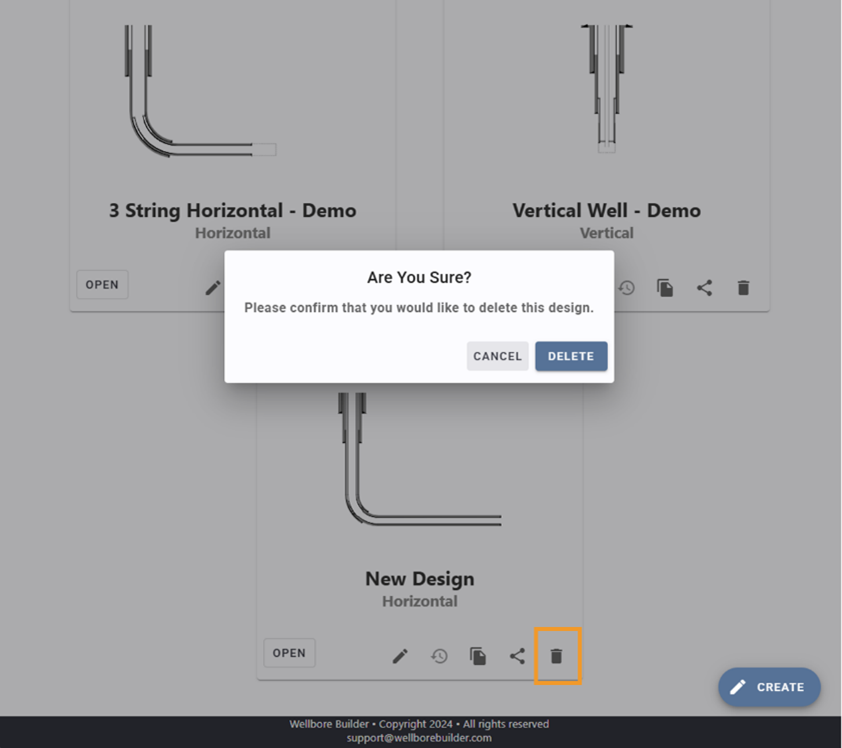 3 String Horizontal - Demo
Horizontal
OPEN
Vertical Well - Demo
Vertical
Are You Sure?
Please confirm that you would like to delete this design.
CANCEL
DELETE
New Design
Horizontal
OPEN
CREATE
Wellbore Builder • Copyright 2024 • All rights reserved
support@wellborebuilder.com